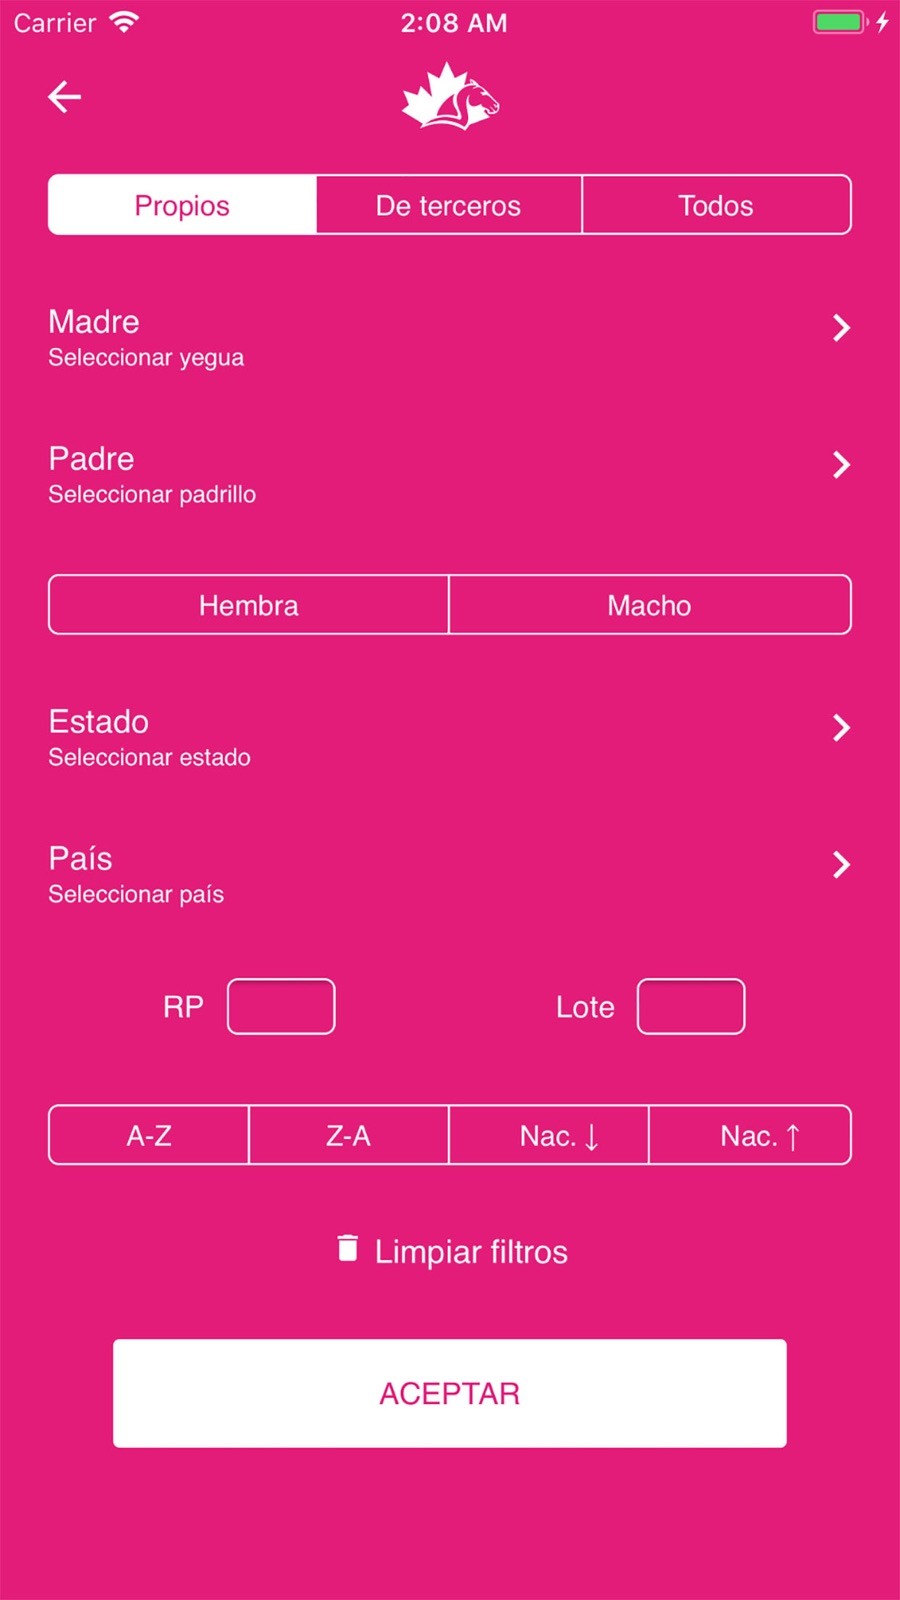 Carrier 2:08 AM
Propios De terceros Todos
Madre
Seleccionar yegua
Padre
Seleccionar padrillo
Hembra Macho
Estado
Seleccionar estado
País
Seleccionar país
RP Lote
A-Z Z-A Nac. ↓ Nac. ↑
Limpiar filtros
ACEPTAR